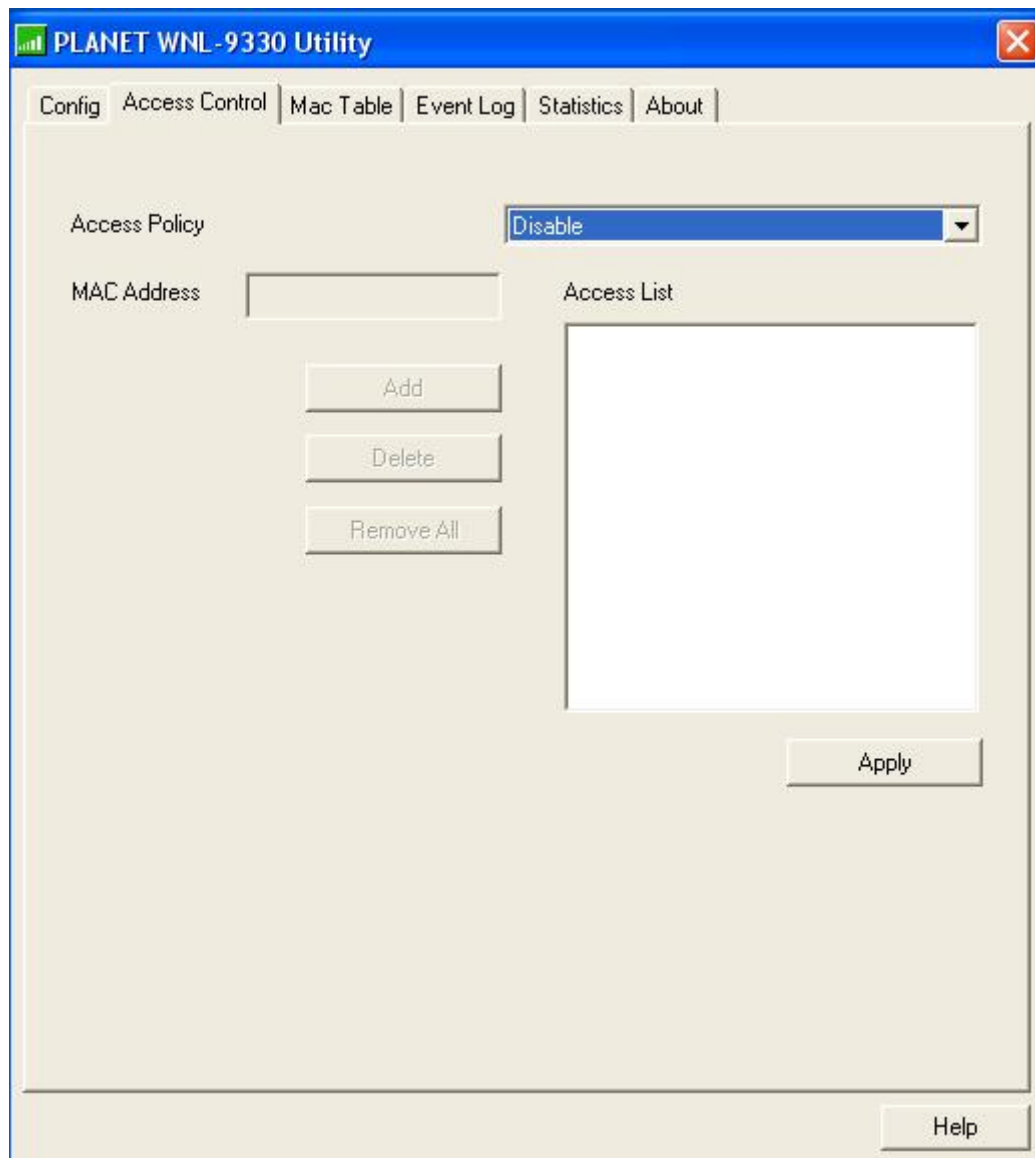 PLANET WNL-9330 Utility
Config Access Control Mac Table Event Log Statistics About
Access Policy Disable
MAC Address Access List
Add
Delete
Remove All
Apply
Help